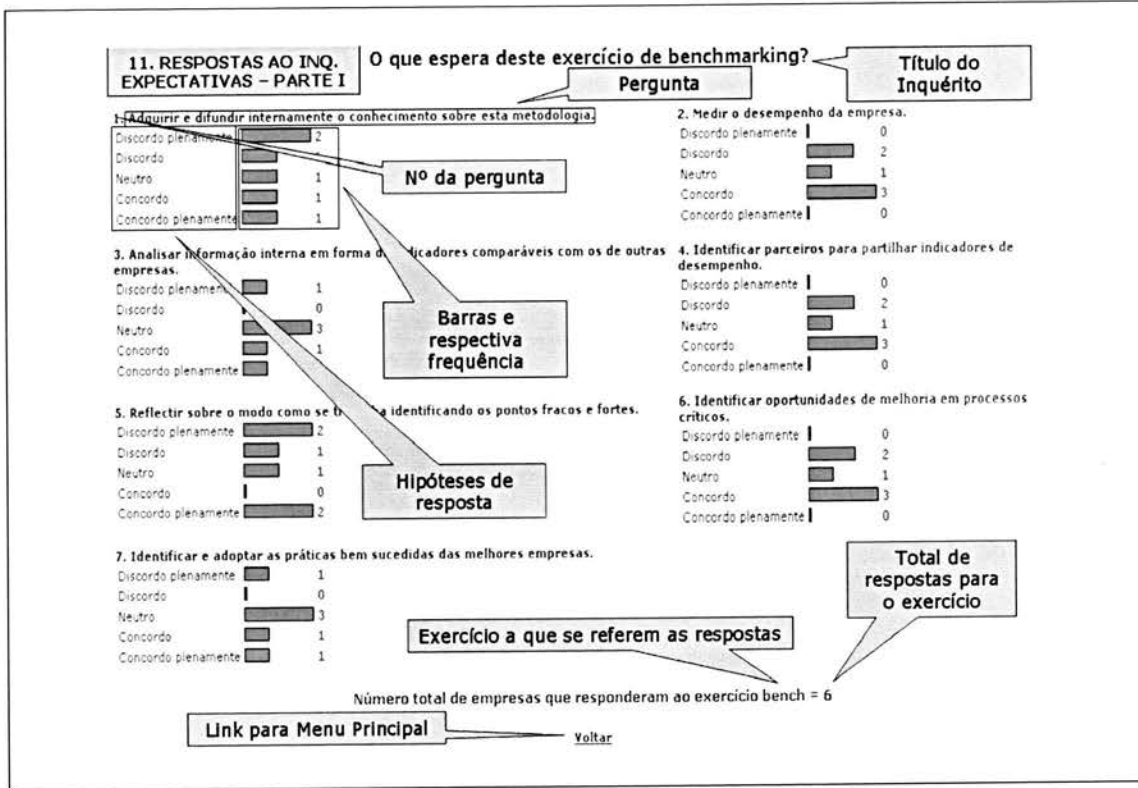 11. RESPOSTAS AO INQ.
EXPECTATIVAS – PARTE I
O que espera deste exercício de benchmarking?
Título do
Inquérito
Pergunta
1. Adquirir e difundir internamente o conhecimento sobre esta metodologia.
Discordo plenamente 2
Discordo
Neutro 1
Concordo 1
Concordo plenamente 1
Nº da pergunta
2. Medir o desempenho da empresa.
Discordo plenamente 0
Discordo 2
Neutro 1
Concordo 3
Concordo plenamente 0
3. Analisar informação interna em forma de indicadores comparáveis com os de outras
empresas.
Discordo plenamente 1
Discordo 0
Neutro 3
Concordo 1
Concordo plenamente
Barras e
respectiva
frequência
4. Identificar parceiros para partilhar indicadores de
desempenho.
Discordo plenamente 0
Discordo 2
Neutro 1
Concordo 3
Concordo plenamente 0
5. Reflectir sobre o modo como se identificando os pontos fracos e fortes.
Discordo plenamente 2
Discordo 1
Neutro 1
Concordo 0
Concordo plenamente 2
Hipóteses de
resposta
6. Identificar oportunidades de melhoria em processos
críticos.
Discordo plenamente 0
Discordo 2
Neutro 1
Concordo 3
Concordo plenamente 0
7. Identificar e adoptar as práticas bem sucedidas das melhores empresas.
Discordo plenamente 1
Discordo 0
Neutro 3
Concordo 1
Concordo plenamente 1
Total de
respostas para
o exercício
Exercício a que se referem as respostas
Número total de empresas que responderam ao exercício bench = 6
Link para Menu Principal
Voltar